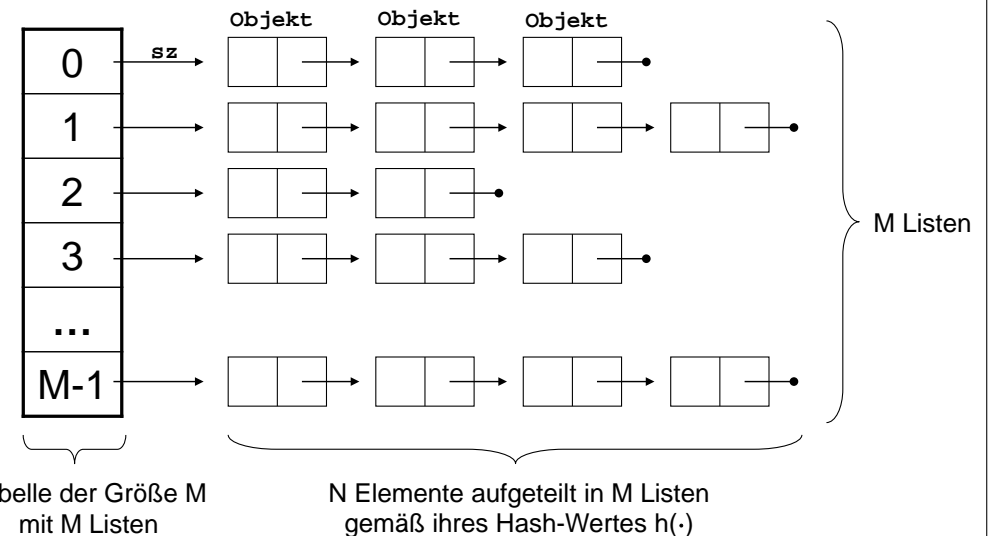 Objekt Objekt Objekt
0 sz
1
2
3
...
M-1
M Listen
belle der Größe M
mit M Listen
N Elemente aufgeteilt in M Listen
gemäß ihres Hash-Wertes h(·)